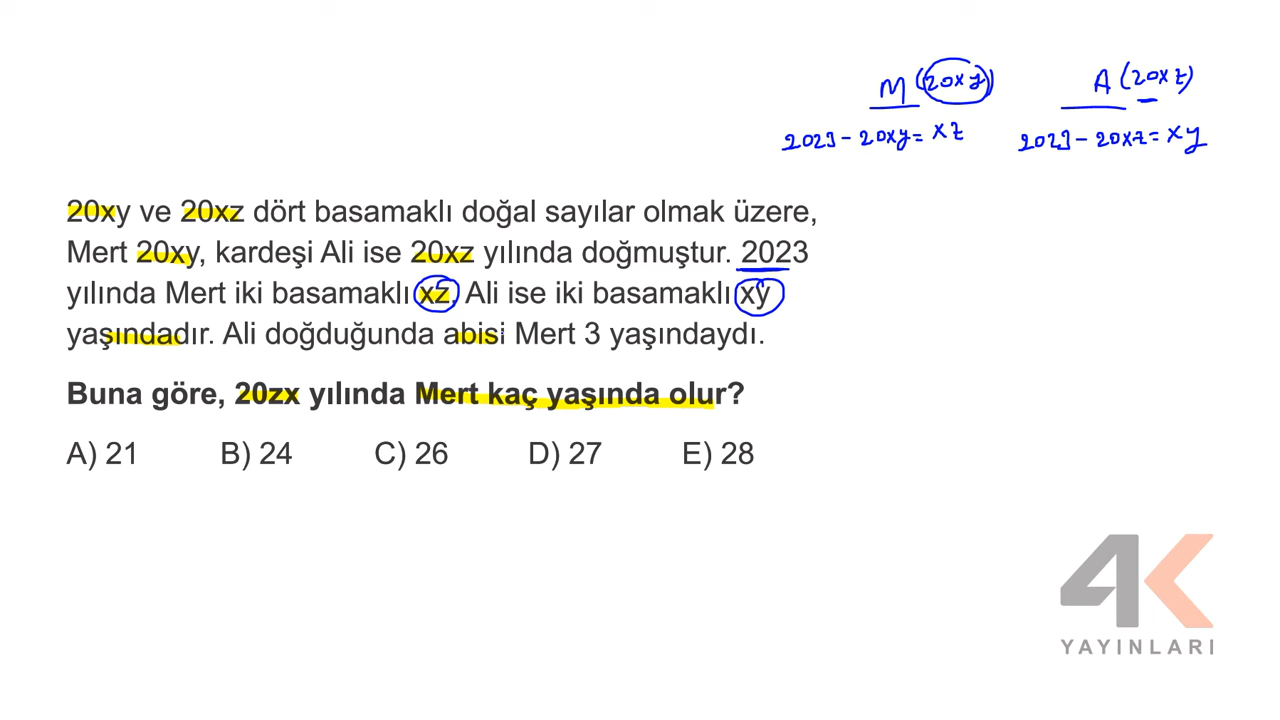 M (20xy) A (20xz)
2023 - 20xy = xz 2023 - 20xz = xy
20xy ve 20xz dört basamaklı doğal sayılar olmak üzere,
Mert 20xy, kardeşi Ali ise 20xz yılında doğmuştur. 2023
yılında Mert iki basamaklı xz, Ali ise iki basamaklı xy
yaşındadır. Ali doğduğunda abisi Mert 3 yaşındaydı.
Buna göre, 20zx yılında Mert kaç yaşında olur?
A) 21 B) 24 C) 26 D) 27 E) 28
4K
YAYINLARI